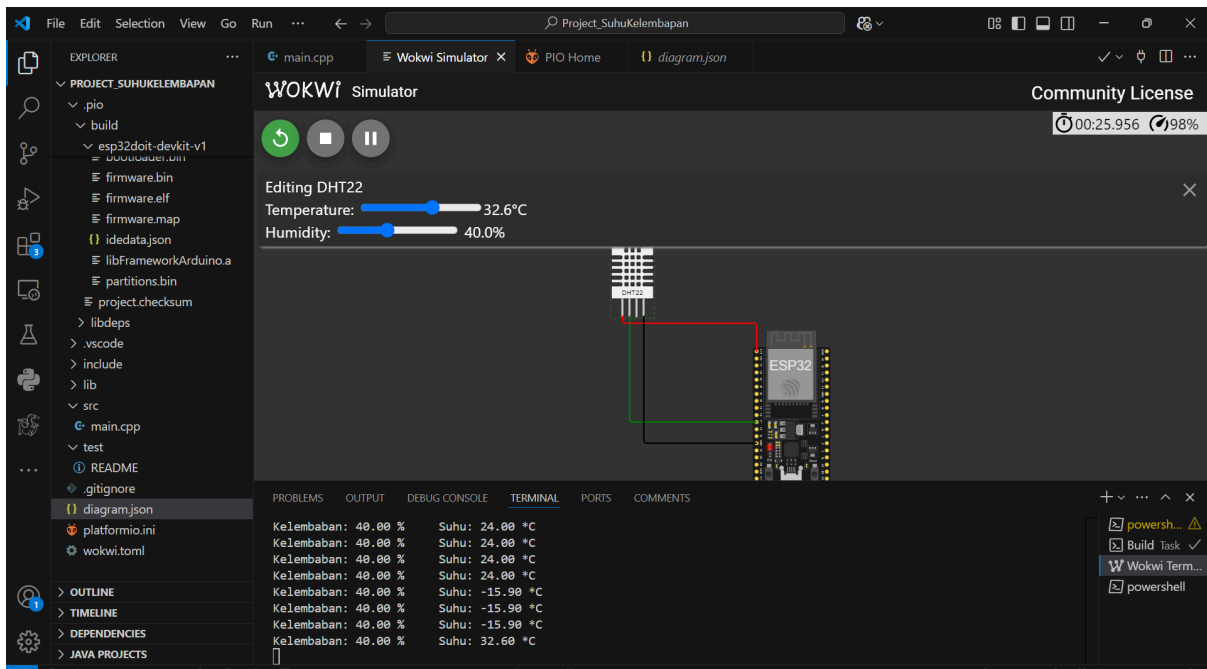 File Edit Selection View Go Run ... Project_SuhuKelembapan
EXPLORER ...
PROJECT_SUHUKELEMBAPAN
.pio
build
esp32doit-devkit-v1
bootloader.bin
firmware.bin
firmware.elf
firmware.map
{} idedata.json
libFrameworkArduino.a
partitions.bin
project.checksum
libdeps
.vscode
include
lib
src
main.cpp
test
README
.gitignore
{} diagram.json
platformio.ini
wokwi.toml
OUTLINE
TIMELINE
DEPENDENCIES
JAVA PROJECTS
3
1
main.cpp Wokwi Simulator PIO Home {} diagram.json
WOKWI Simulator Community License
00:25.956 98%
Editing DHT22
Temperature: 32.6°C
Humidity: 40.0%
DHT22
ESP32
PROBLEMS OUTPUT DEBUG CONSOLE TERMINAL PORTS COMMENTS
Kelembaban: 40.00 % Suhu: 24.00 *C
Kelembaban: 40.00 % Suhu: 24.00 *C
Kelembaban: 40.00 % Suhu: 24.00 *C
Kelembaban: 40.00 % Suhu: 24.00 *C
Kelembaban: 40.00 % Suhu: -15.90 *C
Kelembaban: 40.00 % Suhu: -15.90 *C
Kelembaban: 40.00 % Suhu: -15.90 *C
Kelembaban: 40.00 % Suhu: 32.60 *C
powersh...
Build Task
Wokwi Term...
powershell